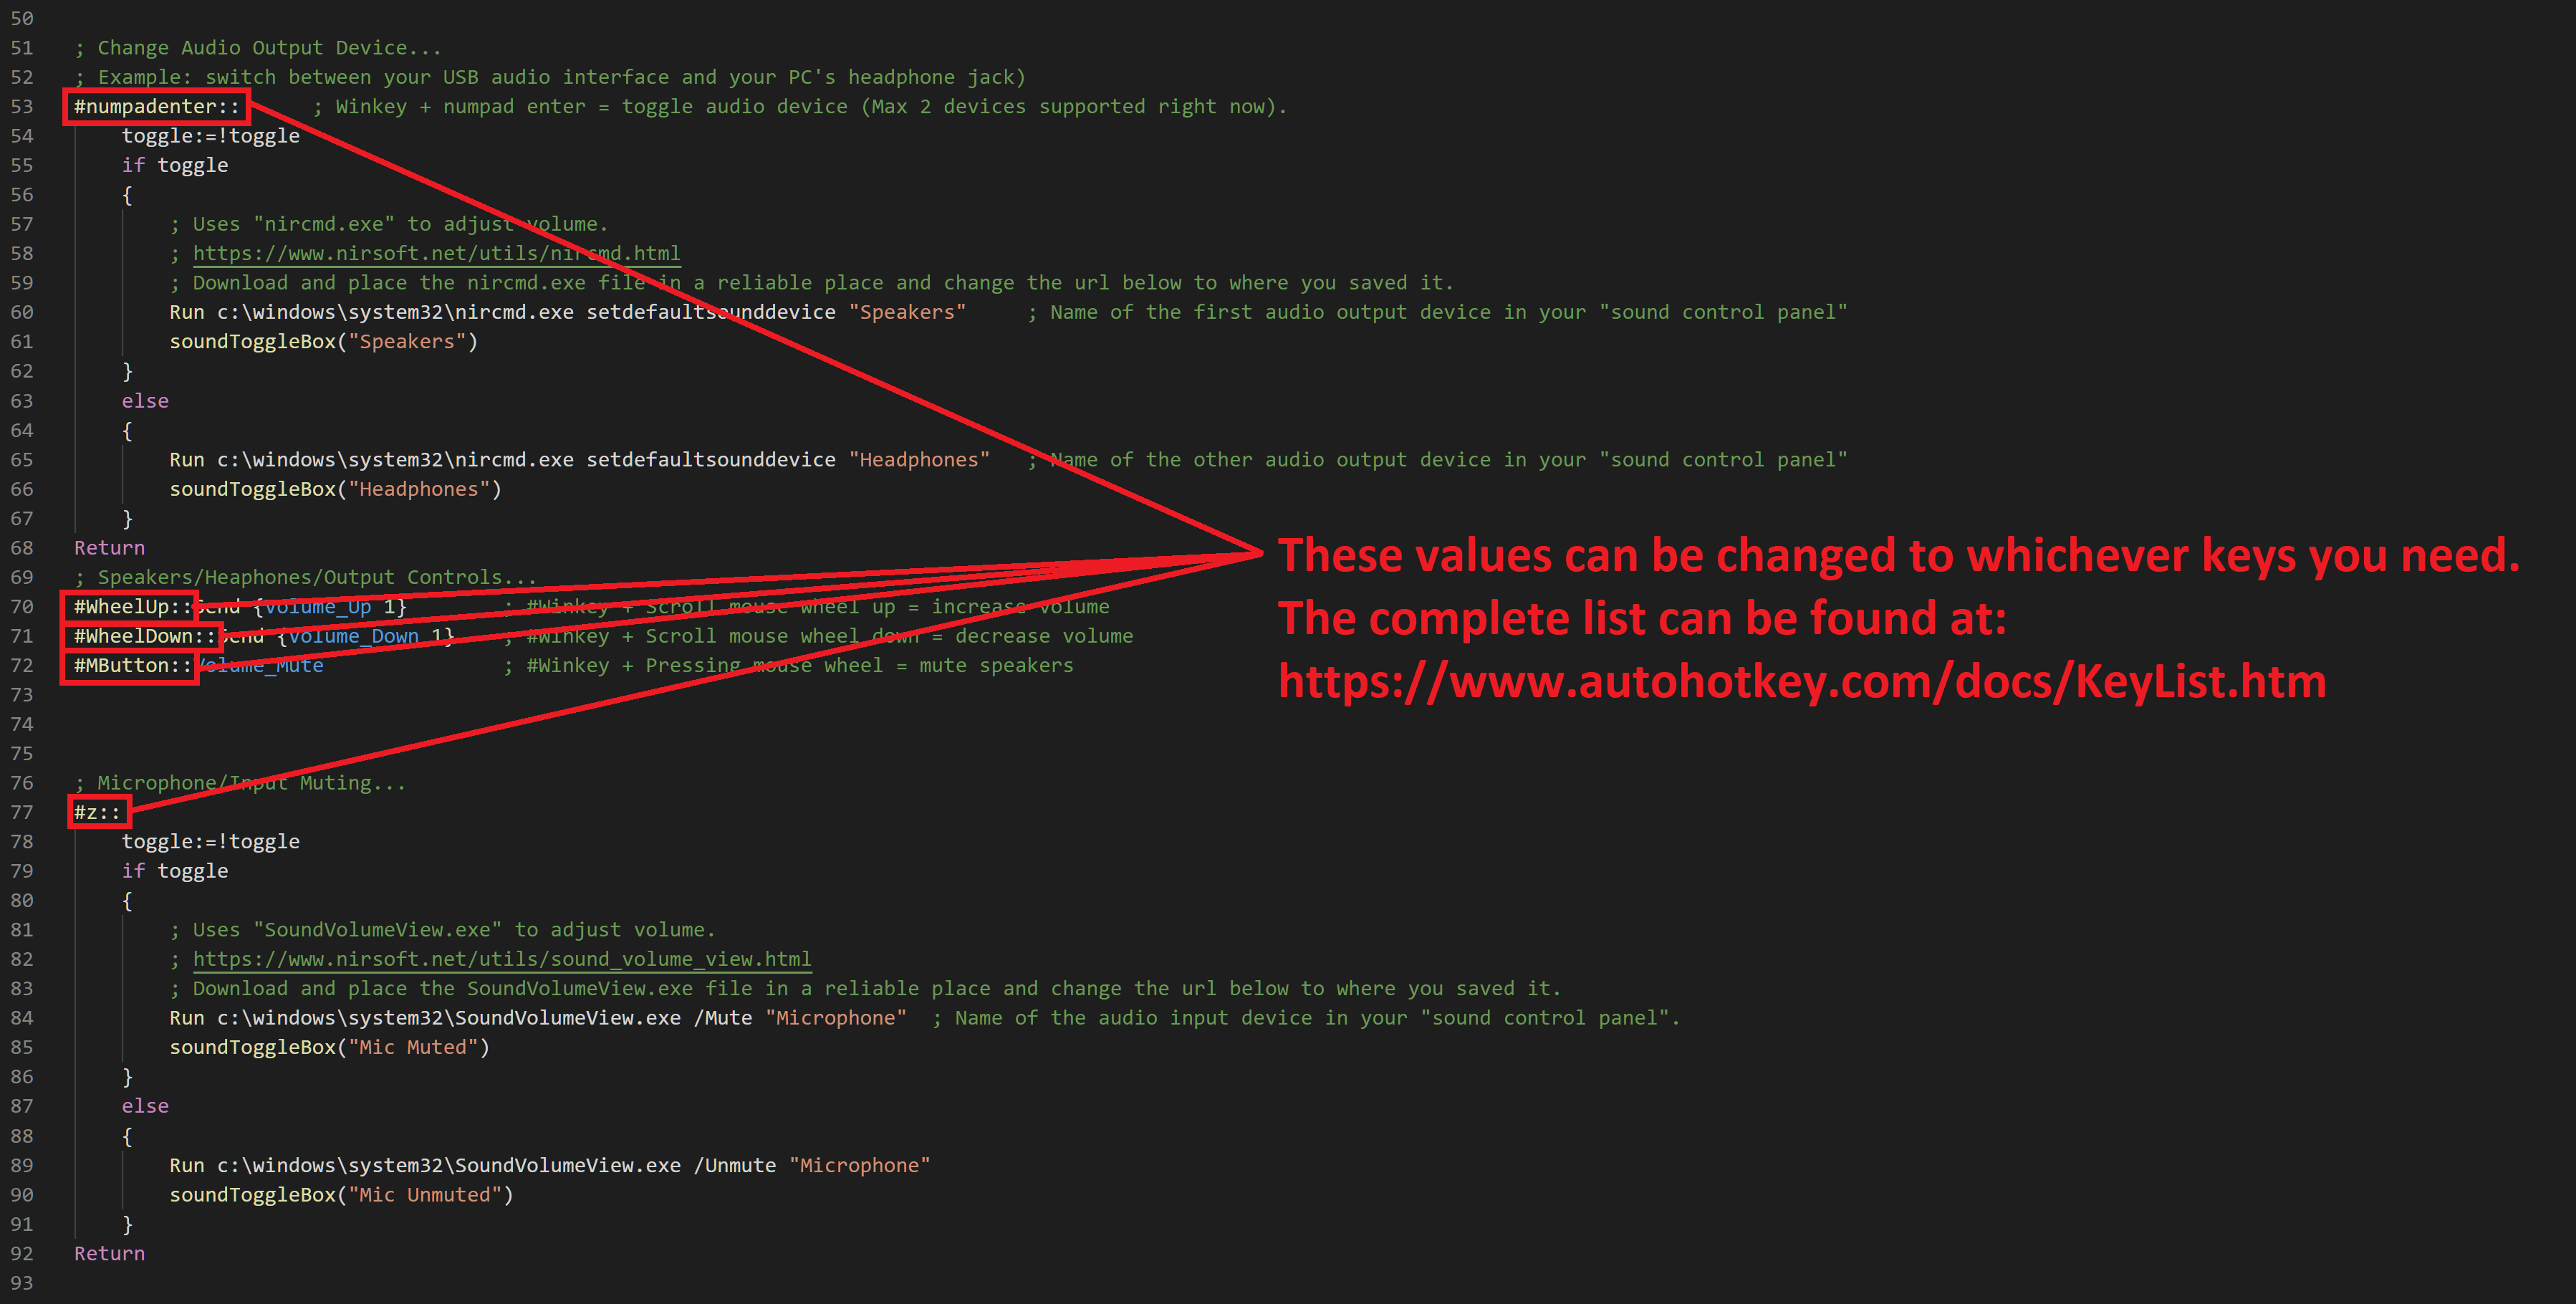 50
51 ; Change Audio Output Device...
52 ; Example: switch between your USB audio interface and your PC's headphone jack)
53 #numpadenter:: ; Winkey + numpad enter = toggle audio device (Max 2 devices supported right now).
54 toggle:=!toggle
55 if toggle
56 {
57 ; Uses "nircmd.exe" to adjust volume.
58 ; https://www.nirsoft.net/utils/nircmd.html
59 ; Download and place the nircmd.exe file in a reliable place and change the url below to where you saved it.
60 Run c:\windows\system32\nircmd.exe setdefaultsounddevice "Speakers" ; Name of the first audio output device in your "sound control panel"
61 soundToggleBox("Speakers")
62 }
63 else
64 {
65 Run c:\windows\system32\nircmd.exe setdefaultsounddevice "Headphones" ; Name of the other audio output device in your "sound control panel"
66 soundToggleBox("Headphones")
67 }
68 Return
69 ; Speakers/Heaphones/Output Controls...
70 #WheelUp::Send {Volume_Up 1} ; #Winkey + Scroll mouse wheel up = increase volume
71 #WheelDown::Send {Volume_Down 1} ; #Winkey + Scroll mouse wheel down = decrease volume
72 #MButton::Volume_Mute ; #Winkey + Pressing mouse wheel = mute speakers
73
74
75
76 ; Microphone/Input Muting...
77 #z::
78 toggle:=!toggle
79 if toggle
80 {
81 ; Uses "SoundVolumeView.exe" to adjust volume.
82 ; https://www.nirsoft.net/utils/sound_volume_view.html
83 ; Download and place the SoundVolumeView.exe file in a reliable place and change the url below to where you saved it.
84 Run c:\windows\system32\SoundVolumeView.exe /Mute "Microphone" ; Name of the audio input device in your "sound control panel".
85 soundToggleBox("Mic Muted")
86 }
87 else
88 {
89 Run c:\windows\system32\SoundVolumeView.exe /Unmute "Microphone"
90 soundToggleBox("Mic Unmuted")
91 }
92 Return
93
These values can be changed to whichever keys you need.
The complete list can be found at:
https://www.autohotkey.com/docs/KeyList.htm